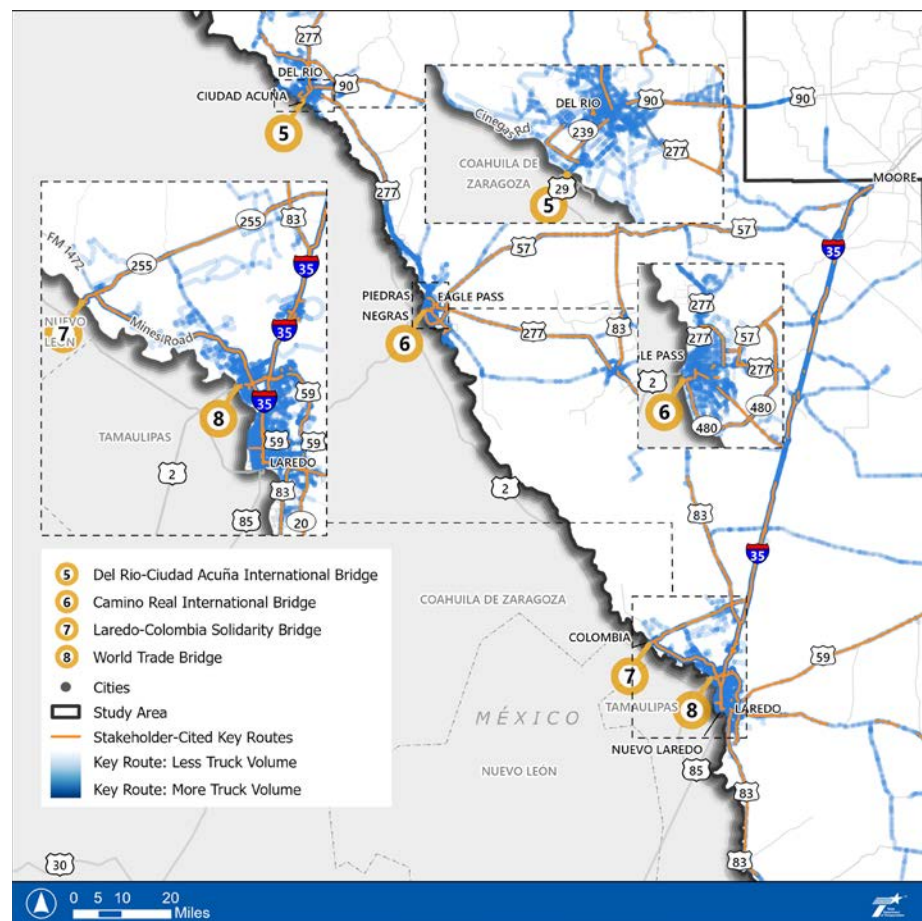 277
DEL RIO
90
CIUDAD ACUÑA
5
277
DEL RIO
90
239
Cinegas Rd
277
COAHUILA DE
ZARAGOZA
29
5
90
MOORE
255
83
255
35
FM 1472
7
NUEVO
LEÓN
Mines Road
35
35
59
8
59
59
TAMAULIPAS
2
LAREDO
83
85
20
57
57
35
PIEDRAS
NEGRAS
EAGLE PASS
6
277
83
277
277
57
LE PASS
277
2
6
480
480
2
83
35
COAHUILA DE ZARAGOZA
COLOMBIA
7
59
TAMAULIPAS
8
LAREDO
MÉXICO
NUEVO LAREDO
NUEVO LEÓN
85
83
83
30
5 Del Rio-Ciudad Acuña International Bridge
6 Camino Real International Bridge
7 Laredo-Colombia Solidarity Bridge
8 World Trade Bridge
Cities
Study Area
Stakeholder-Cited Key Routes
Key Route: Less Truck Volume
Key Route: More Truck Volume
0 5 10 20
Miles